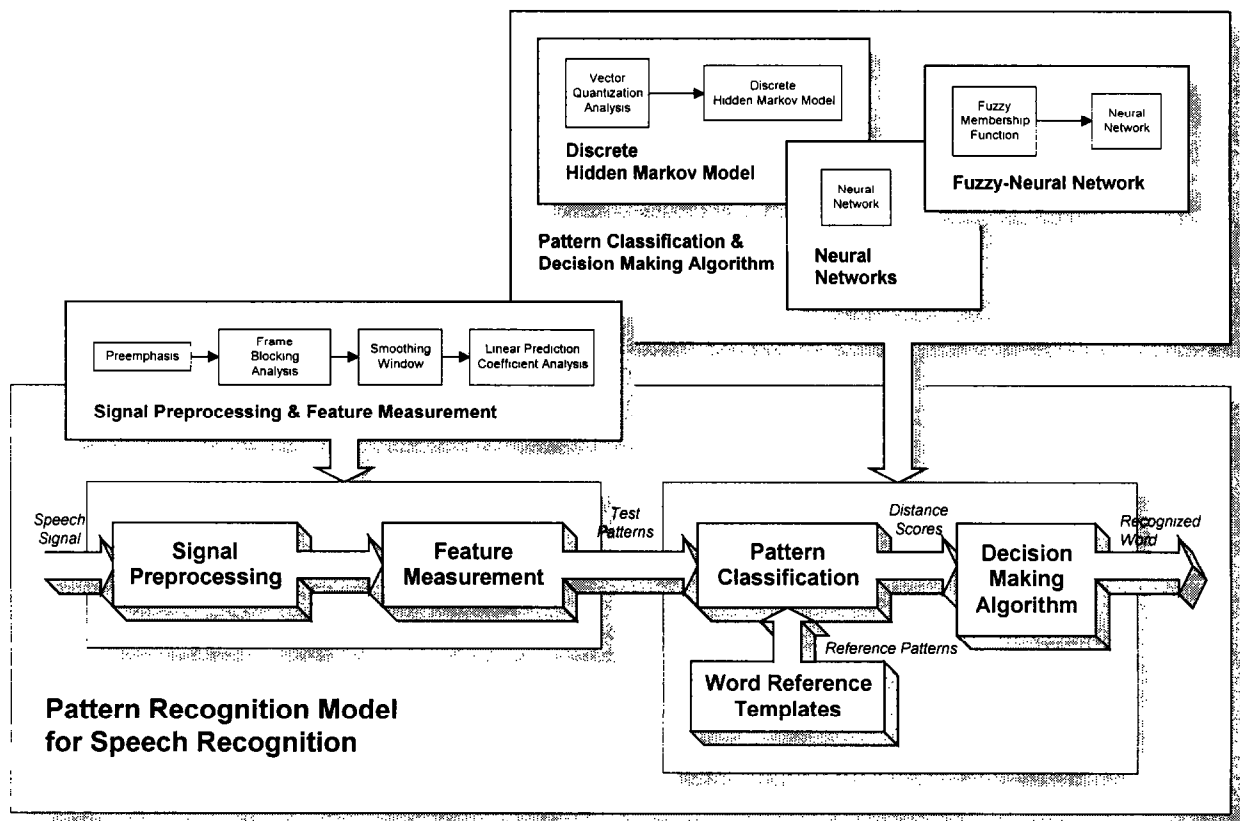 Vector
Quantization
Analysis
Discrete
Hidden Markov Model
Discrete
Hidden Markov Model
Fuzzy
Membership
Function
Neural
Network
Fuzzy-Neural Network
Neural
Network
Neural
Networks
Pattern Classification &
Decision Making Algorithm
Preemphasis
Frame
Blocking
Analysis
Smoothing
Window
Linear Prediction
Coefficient Analysis
Signal Preprocessing & Feature Measurement
Speech
Signal
Signal
Preprocessing
Feature
Measurement
Test
Patterns
Pattern
Classification
Distance
Scores
Decision
Making
Algorithm
Recognized
Word
Reference Patterns
Word Reference
Templates
Pattern Recognition Model
for Speech Recognition